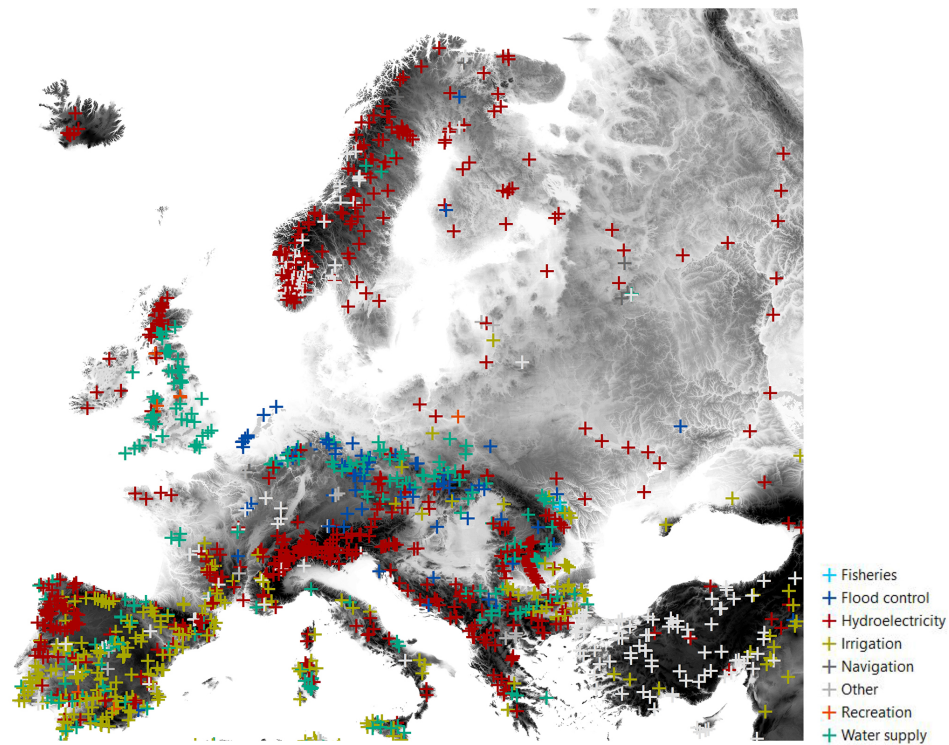 Fisheries
Flood control
Hydroelectricity
Irrigation
Navigation
Other
Recreation
Water supply